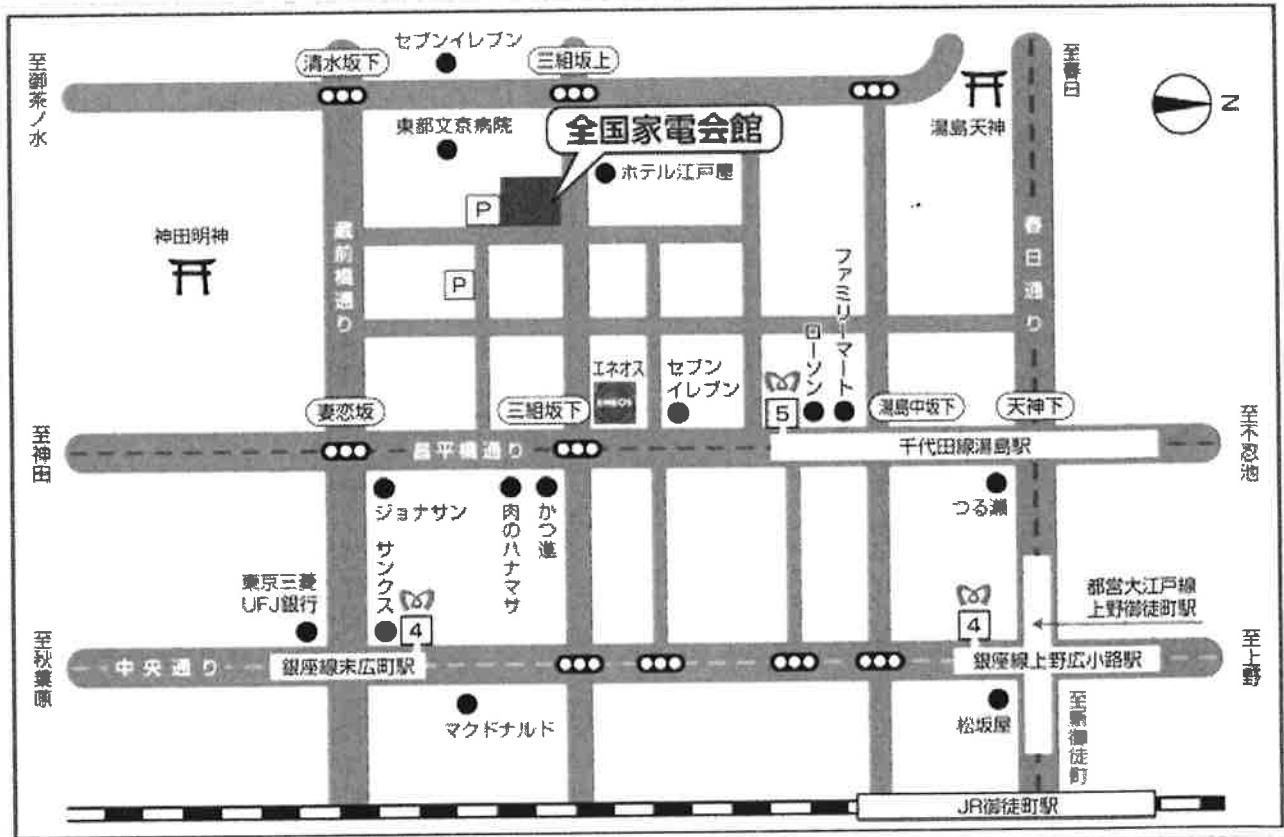 至御茶ノ水
清水坂下
セブンイレブン
三組坂上
至春日
N
湯島天神
東都文京病院
全国家電会館
ホテル江戸屋
P
神田明神
蔵前橋通り
P
春日通り
ファミリーマート
ローソン
エネオス
ENEOS
セブン
イレブン
5
妻恋坂
三組坂下
湯島中坂下
天神下
至神田
昌平橋通り
千代田線湯島駅
至不忍池
ジョナサン
肉のハナマサ
かつ進
つる瀬
サンクス
東京三菱
UFJ銀行
4
4
都営大江戸線
上野御徒町駅
至秋葉原
中央通り
銀座線末広町駅
銀座線上野広小路駅
至上野
マクドナルド
松坂屋
至新御徒町
JR御徒町駅